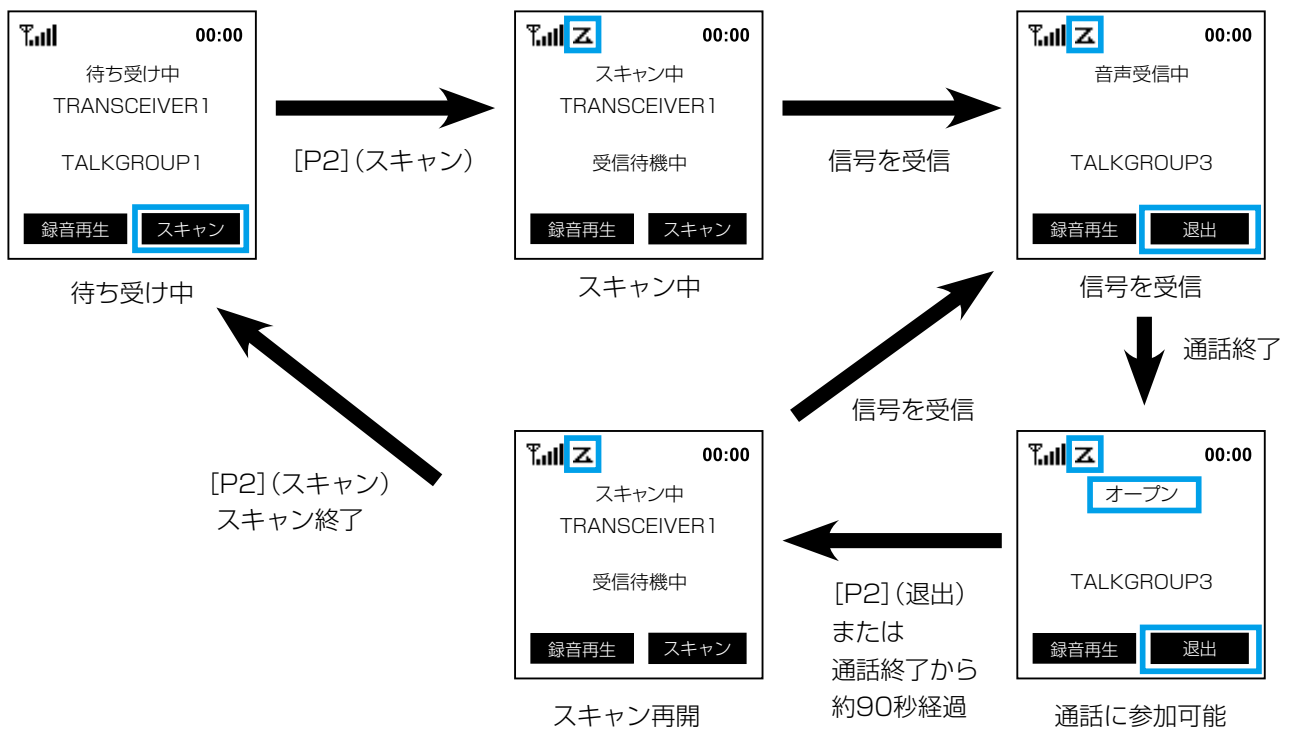 00:00
待ち受け中
TRANSCEIVER1
TALKGROUP1
録音再生 スキャン
待ち受け中
[P2](スキャン)
00:00
スキャン中
TRANSCEIVER1
受信待機中
録音再生 スキャン
スキャン中
信号を受信
00:00
音声受信中
TALKGROUP3
録音再生 退出
信号を受信
通話終了
00:00
オープン
TALKGROUP3
録音再生 退出
通話に参加可能
[P2](退出)
または
通話終了から
約90秒経過
00:00
スキャン中
TRANSCEIVER1
受信待機中
録音再生 スキャン
スキャン再開
信号を受信
[P2](スキャン)
スキャン終了